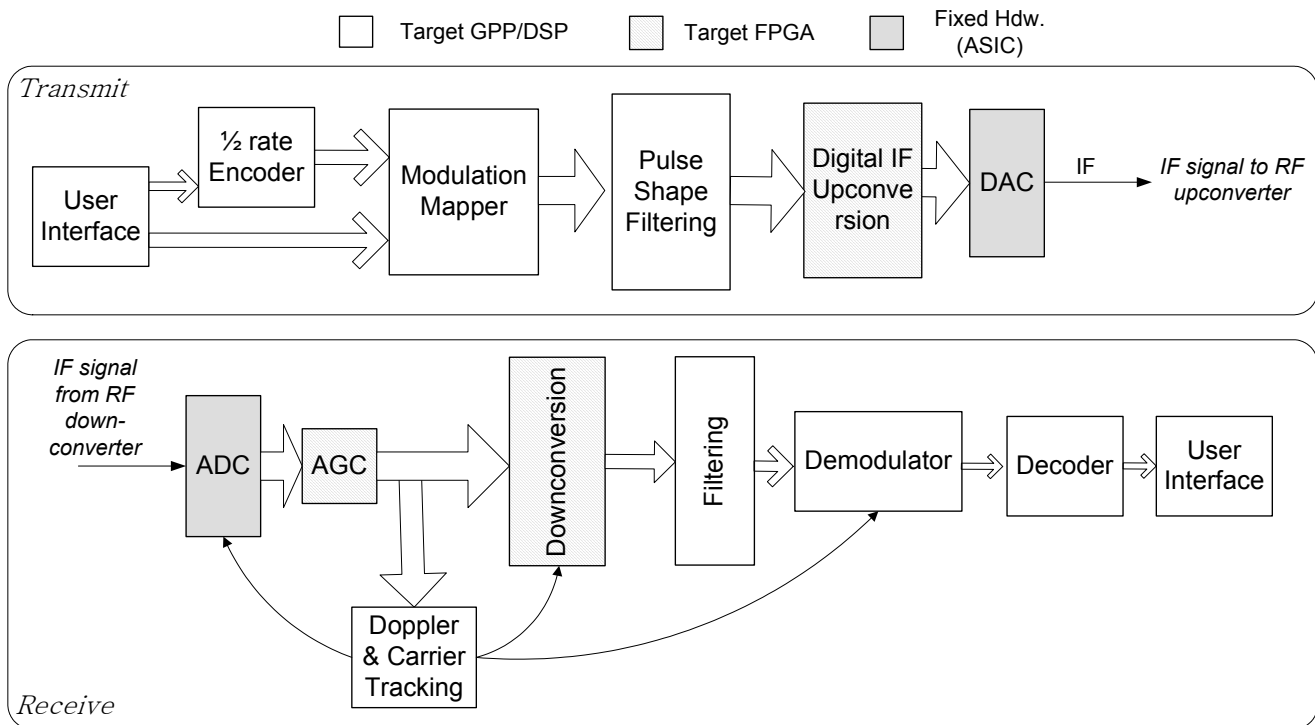 Target GPP/DSP
Target FPGA
Fixed Hdw.
(ASIC)
Transmit
User
Interface
½ rate
Encoder
Modulation
Mapper
Pulse
Shape
Filtering
Digital IF
Upconve
rsion
DAC
IF
IF signal to RF
upconverter
IF signal
from RF
down-
converter
ADC
AGC
Downconversion
Filtering
Demodulator
Decoder
User
Interface
Doppler
& Carrier
Tracking
Receive